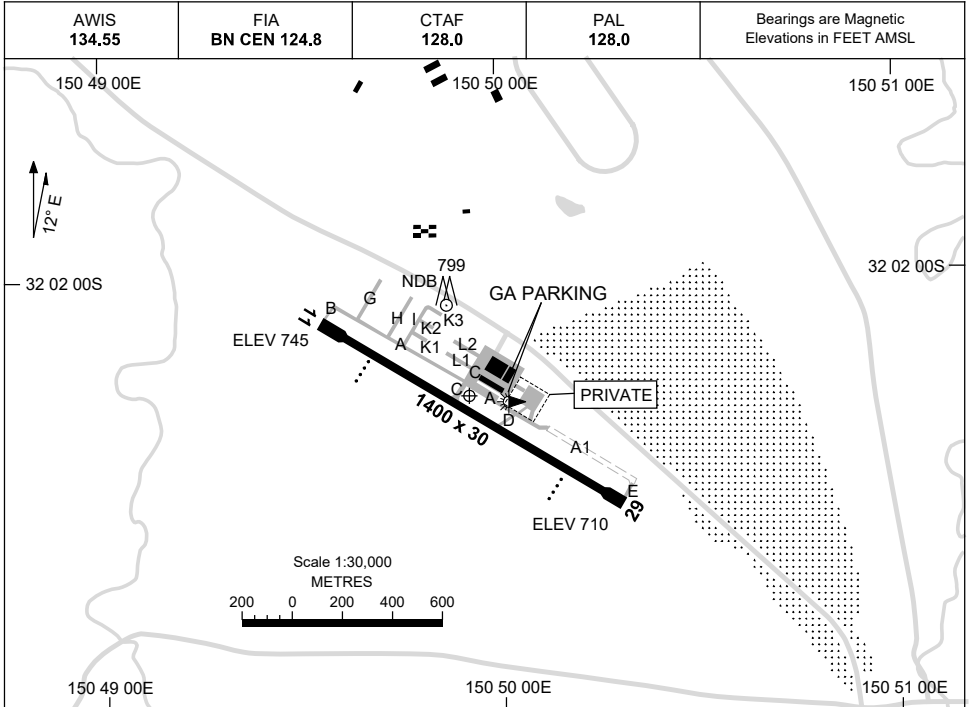 AWIS
134.55
FIA
BN CEN 124.8
CTAF
128.0
PAL
128.0
Bearings are Magnetic
Elevations in FEET AMSL
150 49 00E
150 50 00E
150 51 00E
12° E
32 02 00S
32 02 00S
799
NDB
GA PARKING
B
G
H
I
K2
K3
11
ELEV 745
A
K1
L2
L1
C
C
A
D
PRIVATE
1400 x 30
A1
E
29
ELEV 710
Scale 1:30,000
METRES
200 0 200 400 600
150 49 00E
150 50 00E
150 51 00E